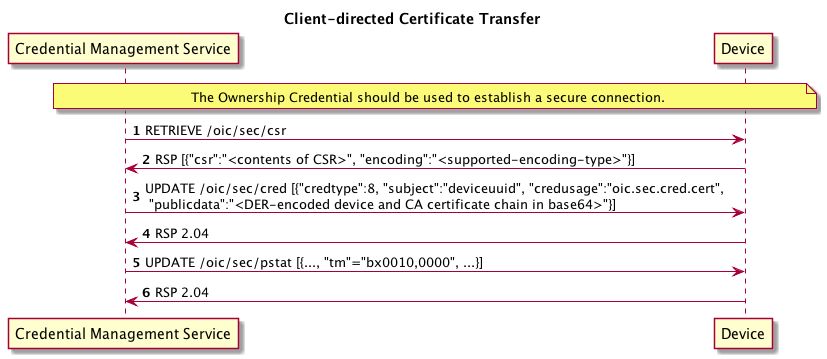 Client-directed Certificate Transfer
Credential Management Service
Device
The Ownership Credential should be used to establish a secure connection.
1 RETRIEVE /oic/sec/csr
2 RSP [{"csr":"<contents of CSR>", "encoding":"<supported-encoding-type>"}]
3 UPDATE /oic/sec/cred [{"credtype":8, "subject":"deviceuuid", "credusage":"oic.sec.cred.cert",
"publicdata":"<DER-encoded device and CA certificate chain in base64>"}]
4 RSP 2.04
5 UPDATE /oic/sec/pstat [{..., "tm"="bx0010,0000", ...}]
6 RSP 2.04
Credential Management Service
Device